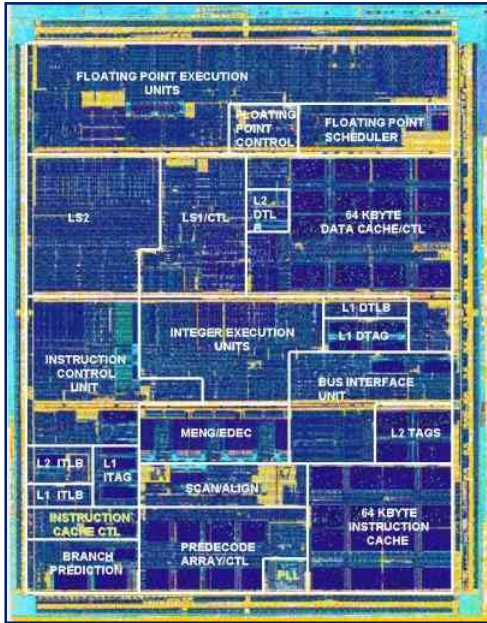 FLOATING POINT EXECUTION
UNITS
FLOATING
POINT
CONTROL
FLOATING POINT
SCHEDULER
LS2
LS1/CTL
L2
DTL
B
64 KBYTE
DATA CACHE/CTL
L1 DTLB
L1 DTAG
INTEGER EXECUTION
UNITS
INSTRUCTION
CONTROL
UNIT
BUS INTERFACE
UNIT
MENG/EDEC
L2 TAGS
L2 ITLB
L1
ITAG
L1 ITLB
SCAN/ALIGN
INSTRUCTION
CACHE CTL
64 KBYTE
INSTRUCTION
CACHE
BRANCH
PREDICTION
PREDECODE
ARRAY/CTL
PLL